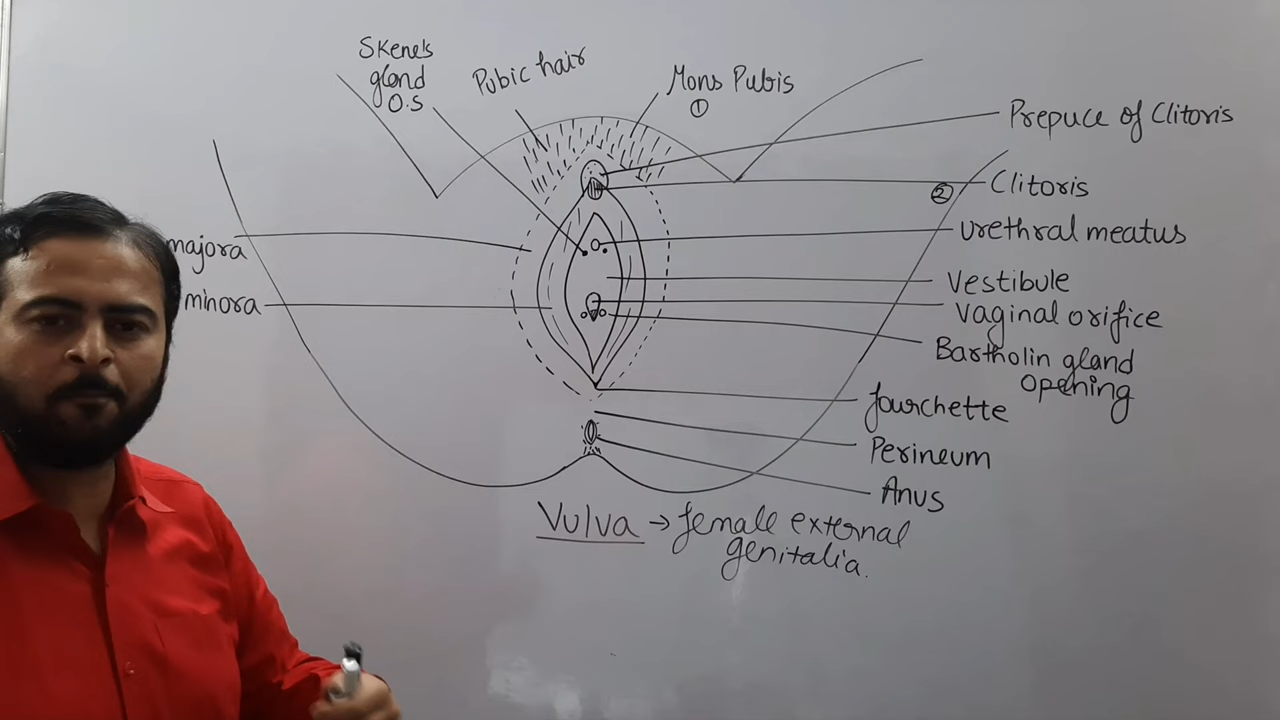 Skene's
gland
O.S
Pubic hair
Mons Pubis
①
Prepuce of Clitoris
② Clitoris
urethral meatus
majora
Vestibule
minora
Vaginal orifice
Bartholin gland
opening
fourchette
Perineum
Anus
Vulva → female external
genitalia.